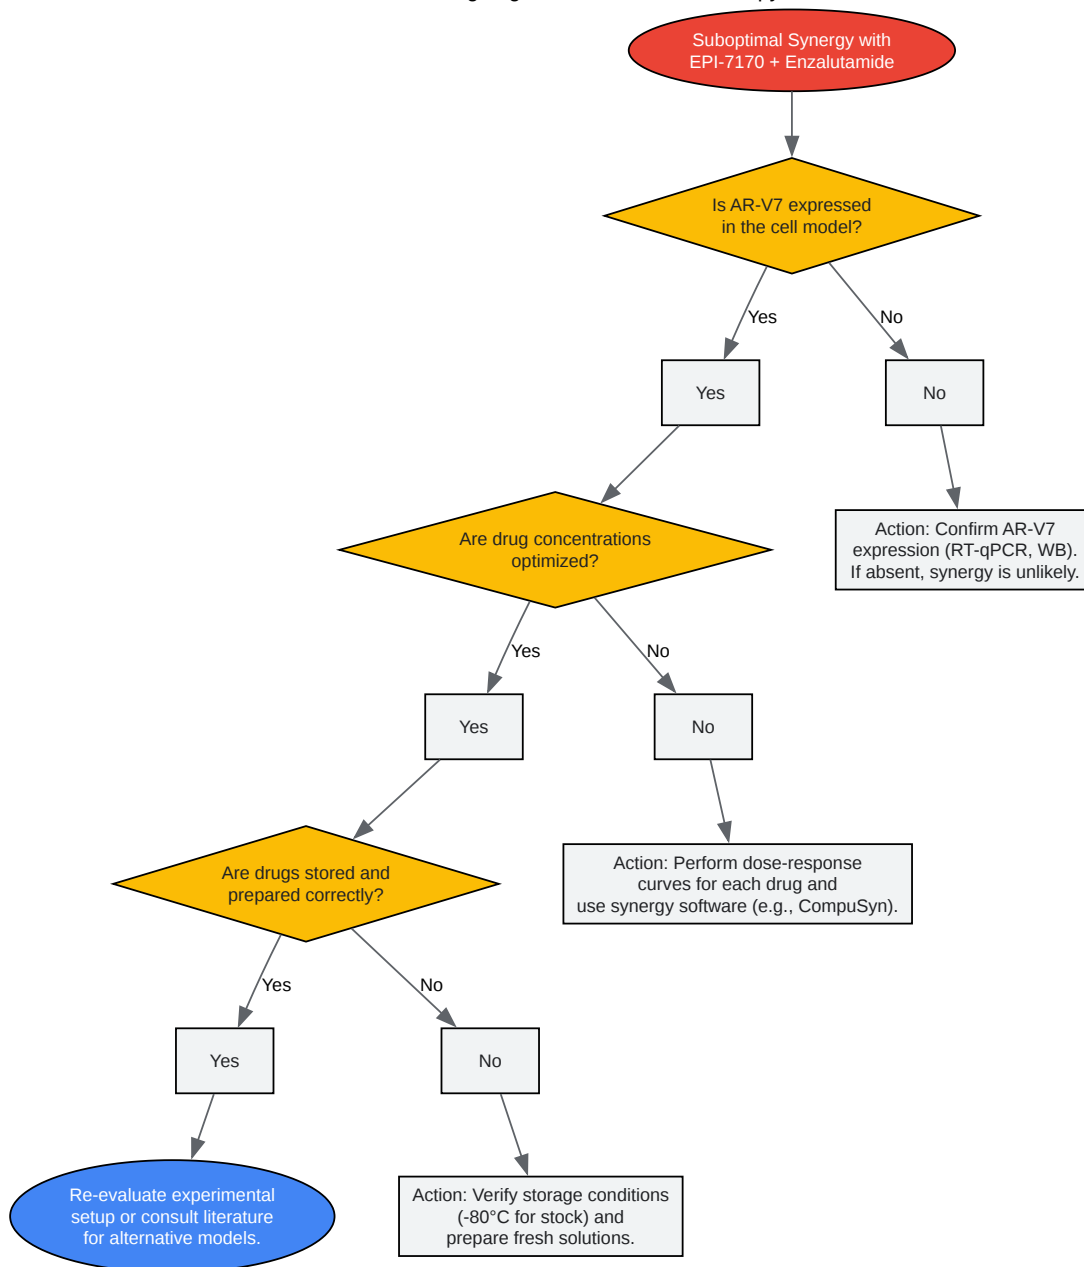 Suboptimal Synergy with
EPI-7170 + Enzalutamide
Is AR-V7 expressed
in the cell model?
Yes
No
Yes
No
Are drug concentrations
optimized?
Action: Confirm AR-V7
expression (RT-qPCR, WB).
If absent, synergy is unlikely.
Yes
No
Yes
No
Are drugs stored and
prepared correctly?
Action: Perform dose-response
curves for each drug and
use synergy software (e.g., CompuSyn).
Yes
No
Yes
No
Re-evaluate experimental
setup or consult literature
for alternative models.
Action: Verify storage conditions
(-80°C for stock) and
prepare fresh solutions.